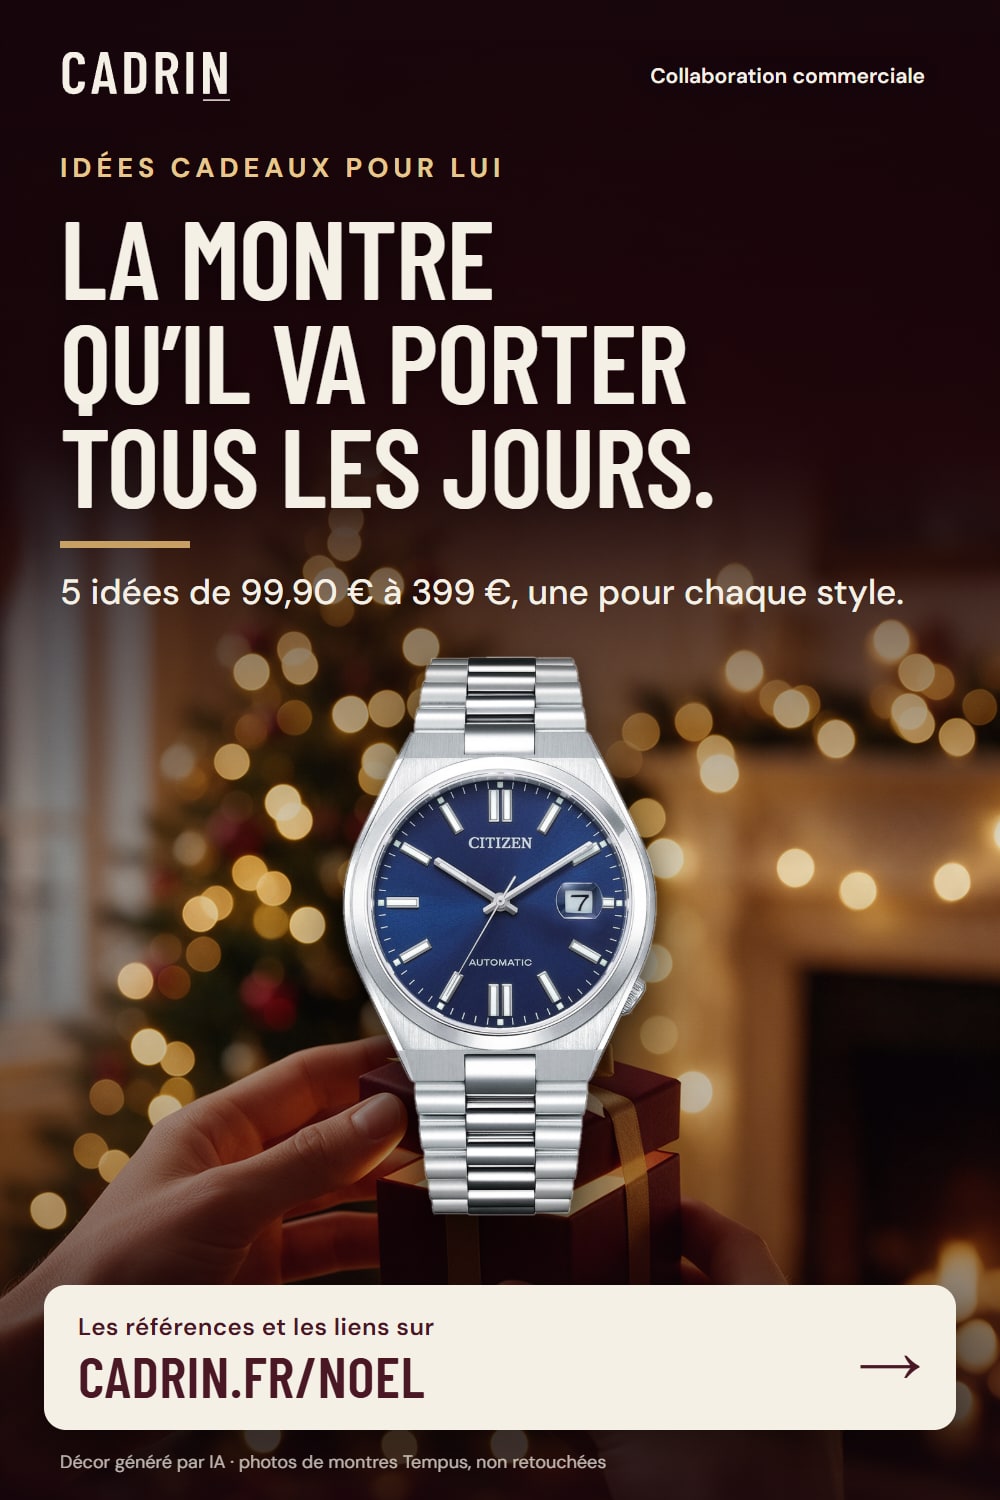 CADRIN
Collaboration commerciale
IDÉES CADEAUX POUR LUI
LA MONTRE
QU’IL VA PORTER
TOUS LES JOURS.
5 idées de 99,90 € à 399 €, une pour chaque style.
CITIZEN
7
AUTOMATIC
Les références et les liens sur
CADRIN.FR/NOEL
→
Décor généré par IA · photos de montres Tempus, non retouchées